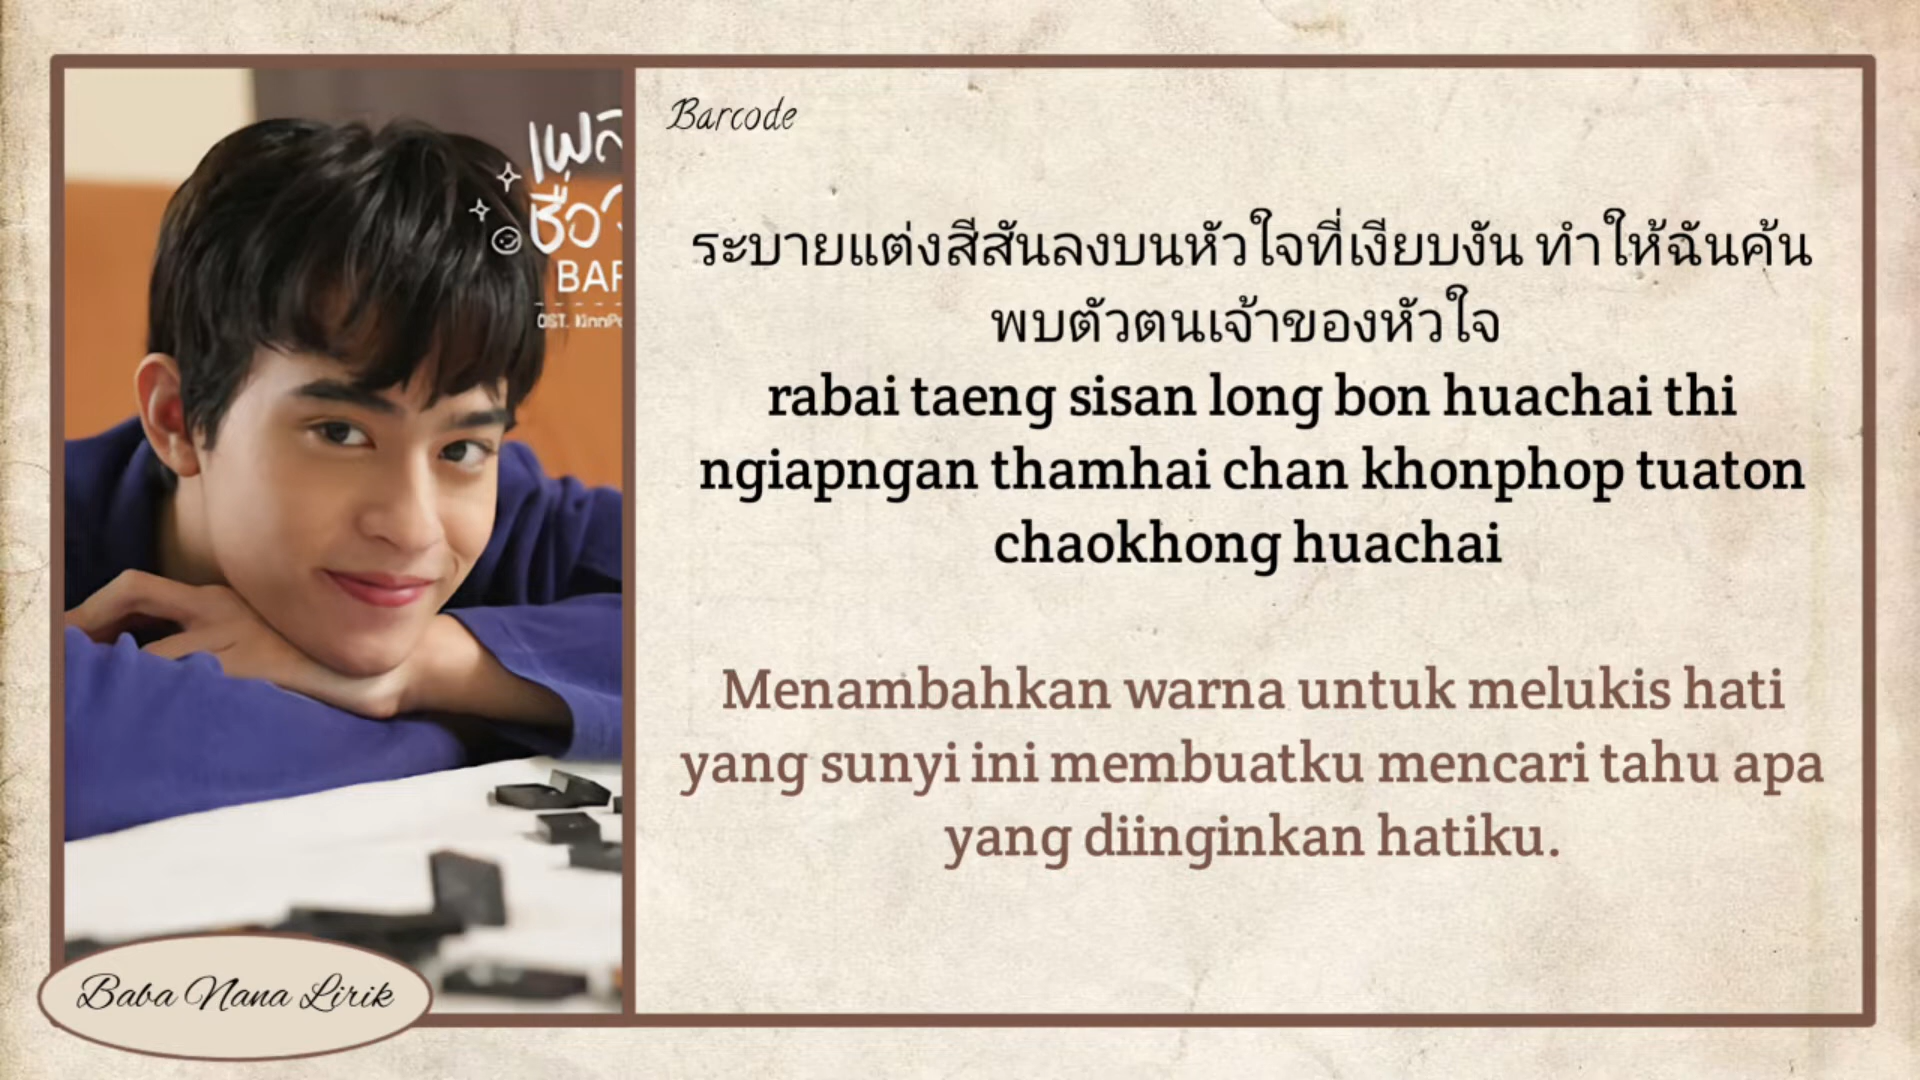 Barcode
ชื่อ
BAR
OST. KinnPo
ระบายแต่งสีสันลงบนหัวใจที่เงียบงัน ทำให้ฉันค้น
พบตัวตนเจ้าของหัวใจ
rabai taeng sisan long bon huachai thi
ngiapngan thamhai chan khonphop tuaton
chaokhong huachai
Menambahkan warna untuk melukis hati
yang sunyi ini membuatku mencari tahu apa
yang diinginkan hatiku.
Baba Nana Lirik